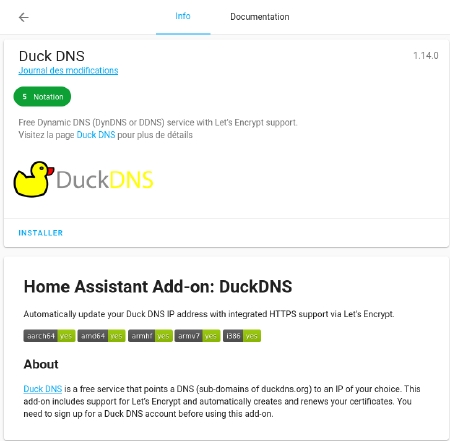 Info
Documentation
Duck DNS
1.14.0
Journal des modifications
5 Notation
Free Dynamic DNS (DynDNS or DDNS) service with Let's Encrypt support.
Visitez la page Duck DNS pour plus de détails
DuckDNS
INSTALLER
Home Assistant Add-on: DuckDNS
Automatically update your Duck DNS IP address with integrated HTTPS support via Let's Encrypt.
aarch64 yes amd64 yes armhf yes armv7 yes i386 yes
About
Duck DNS is a free service that points a DNS (sub-domains of duckdns.org) to an IP of your choice. This
add-on includes support for Let's Encrypt and automatically creates and renews your certificates. You
need to sign up for a Duck DNS account before using this add-on.